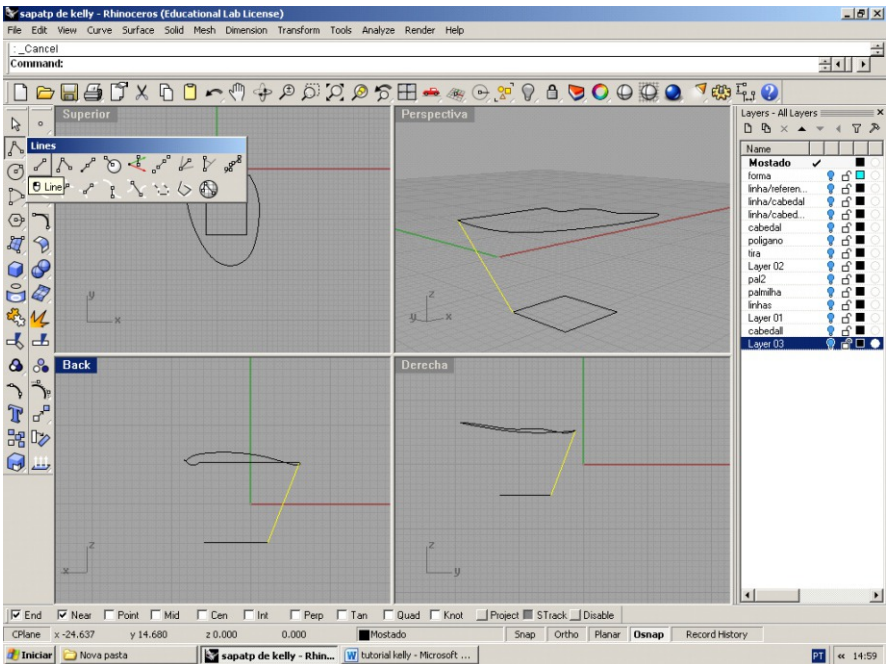 sapatp de kelly - Rhinoceros (Educational Lab License)
File Edit View Curve Surface Solid Mesh Dimension Transform Tools Analyze Render Help
: _Cancel
Command:
Superior
Perspectiva
Lines
Line
y
x
z
y x
Back
Derecha
z
x
z
y
Layers - All Layers
Name
Mostado
forma
linha/referen...
linha/cabedal
linha/cabed...
cabedal
poligano
tira
Layer 02
pal2
palmilha
linhas
Layer 01
cabedall
Layer 03
End Near Point Mid Cen Int Perp Tan Quad Knot Project STrack Disable
CPlane x -24.637 y 14.680 z 0.000 0.000 Mostado Snap Ortho Planar Osnap Record History
Iniciar Nova pasta sapatp de kelly - Rhin... tutorial kelly - Microsoft ... PT « 14:59